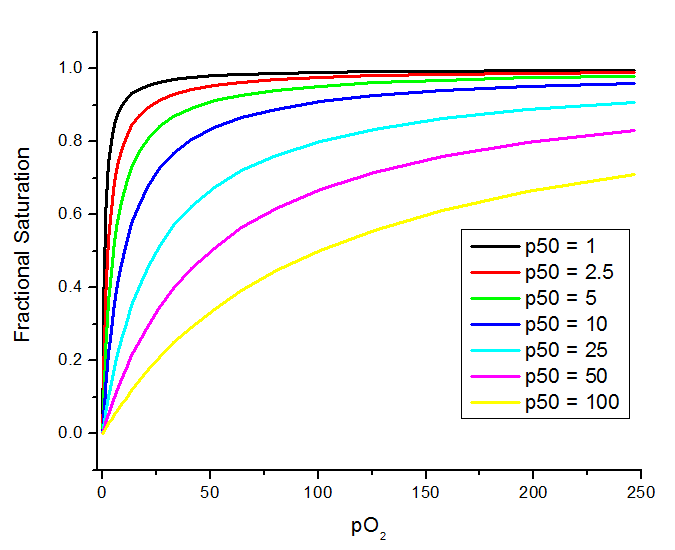 1.0
0.8
0.6
0.4
0.2
0.0
Fractional Saturation
p50 = 1
p50 = 2.5
p50 = 5
p50 = 10
p50 = 25
p50 = 50
p50 = 100
0 50 100 150 200 250
pO₂